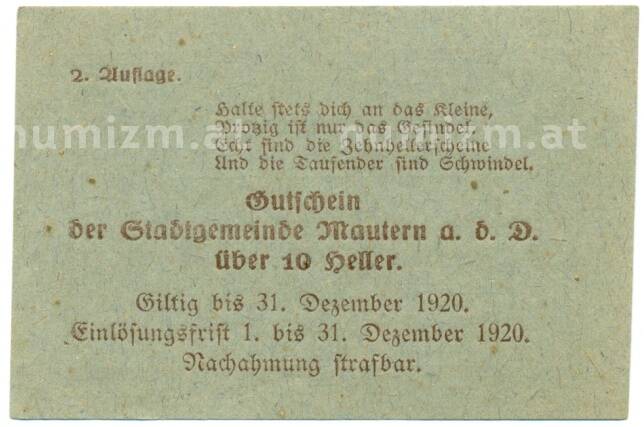 2. Auflage.
Halte stets dich an das Kleine,
Protzig ist nur das Gesindel.
Echt sind die Zehnhellerscheine
Und die Tausender sind Schwindel.
numizm.at numizm.at
Gutschein
der Stadtgemeinde Mautern a. d. D.
über 10 Heller.
Giltig bis 31. Dezember 1920.
Einlösungsfrist 1. bis 31. Dezember 1920.
Nachahmung strafbar.